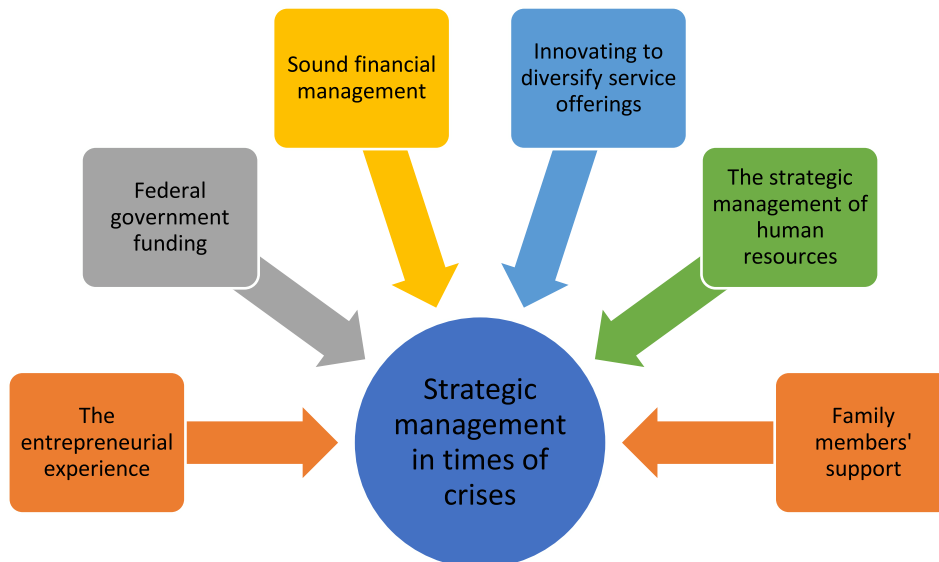 Sound financial
management
Innovating to
diversify service
offerings
Federal
government
funding
The strategic
management of
human
resources
The
entrepreneurial
experience
Strategic
management
in times of
crises
Family
members'
support